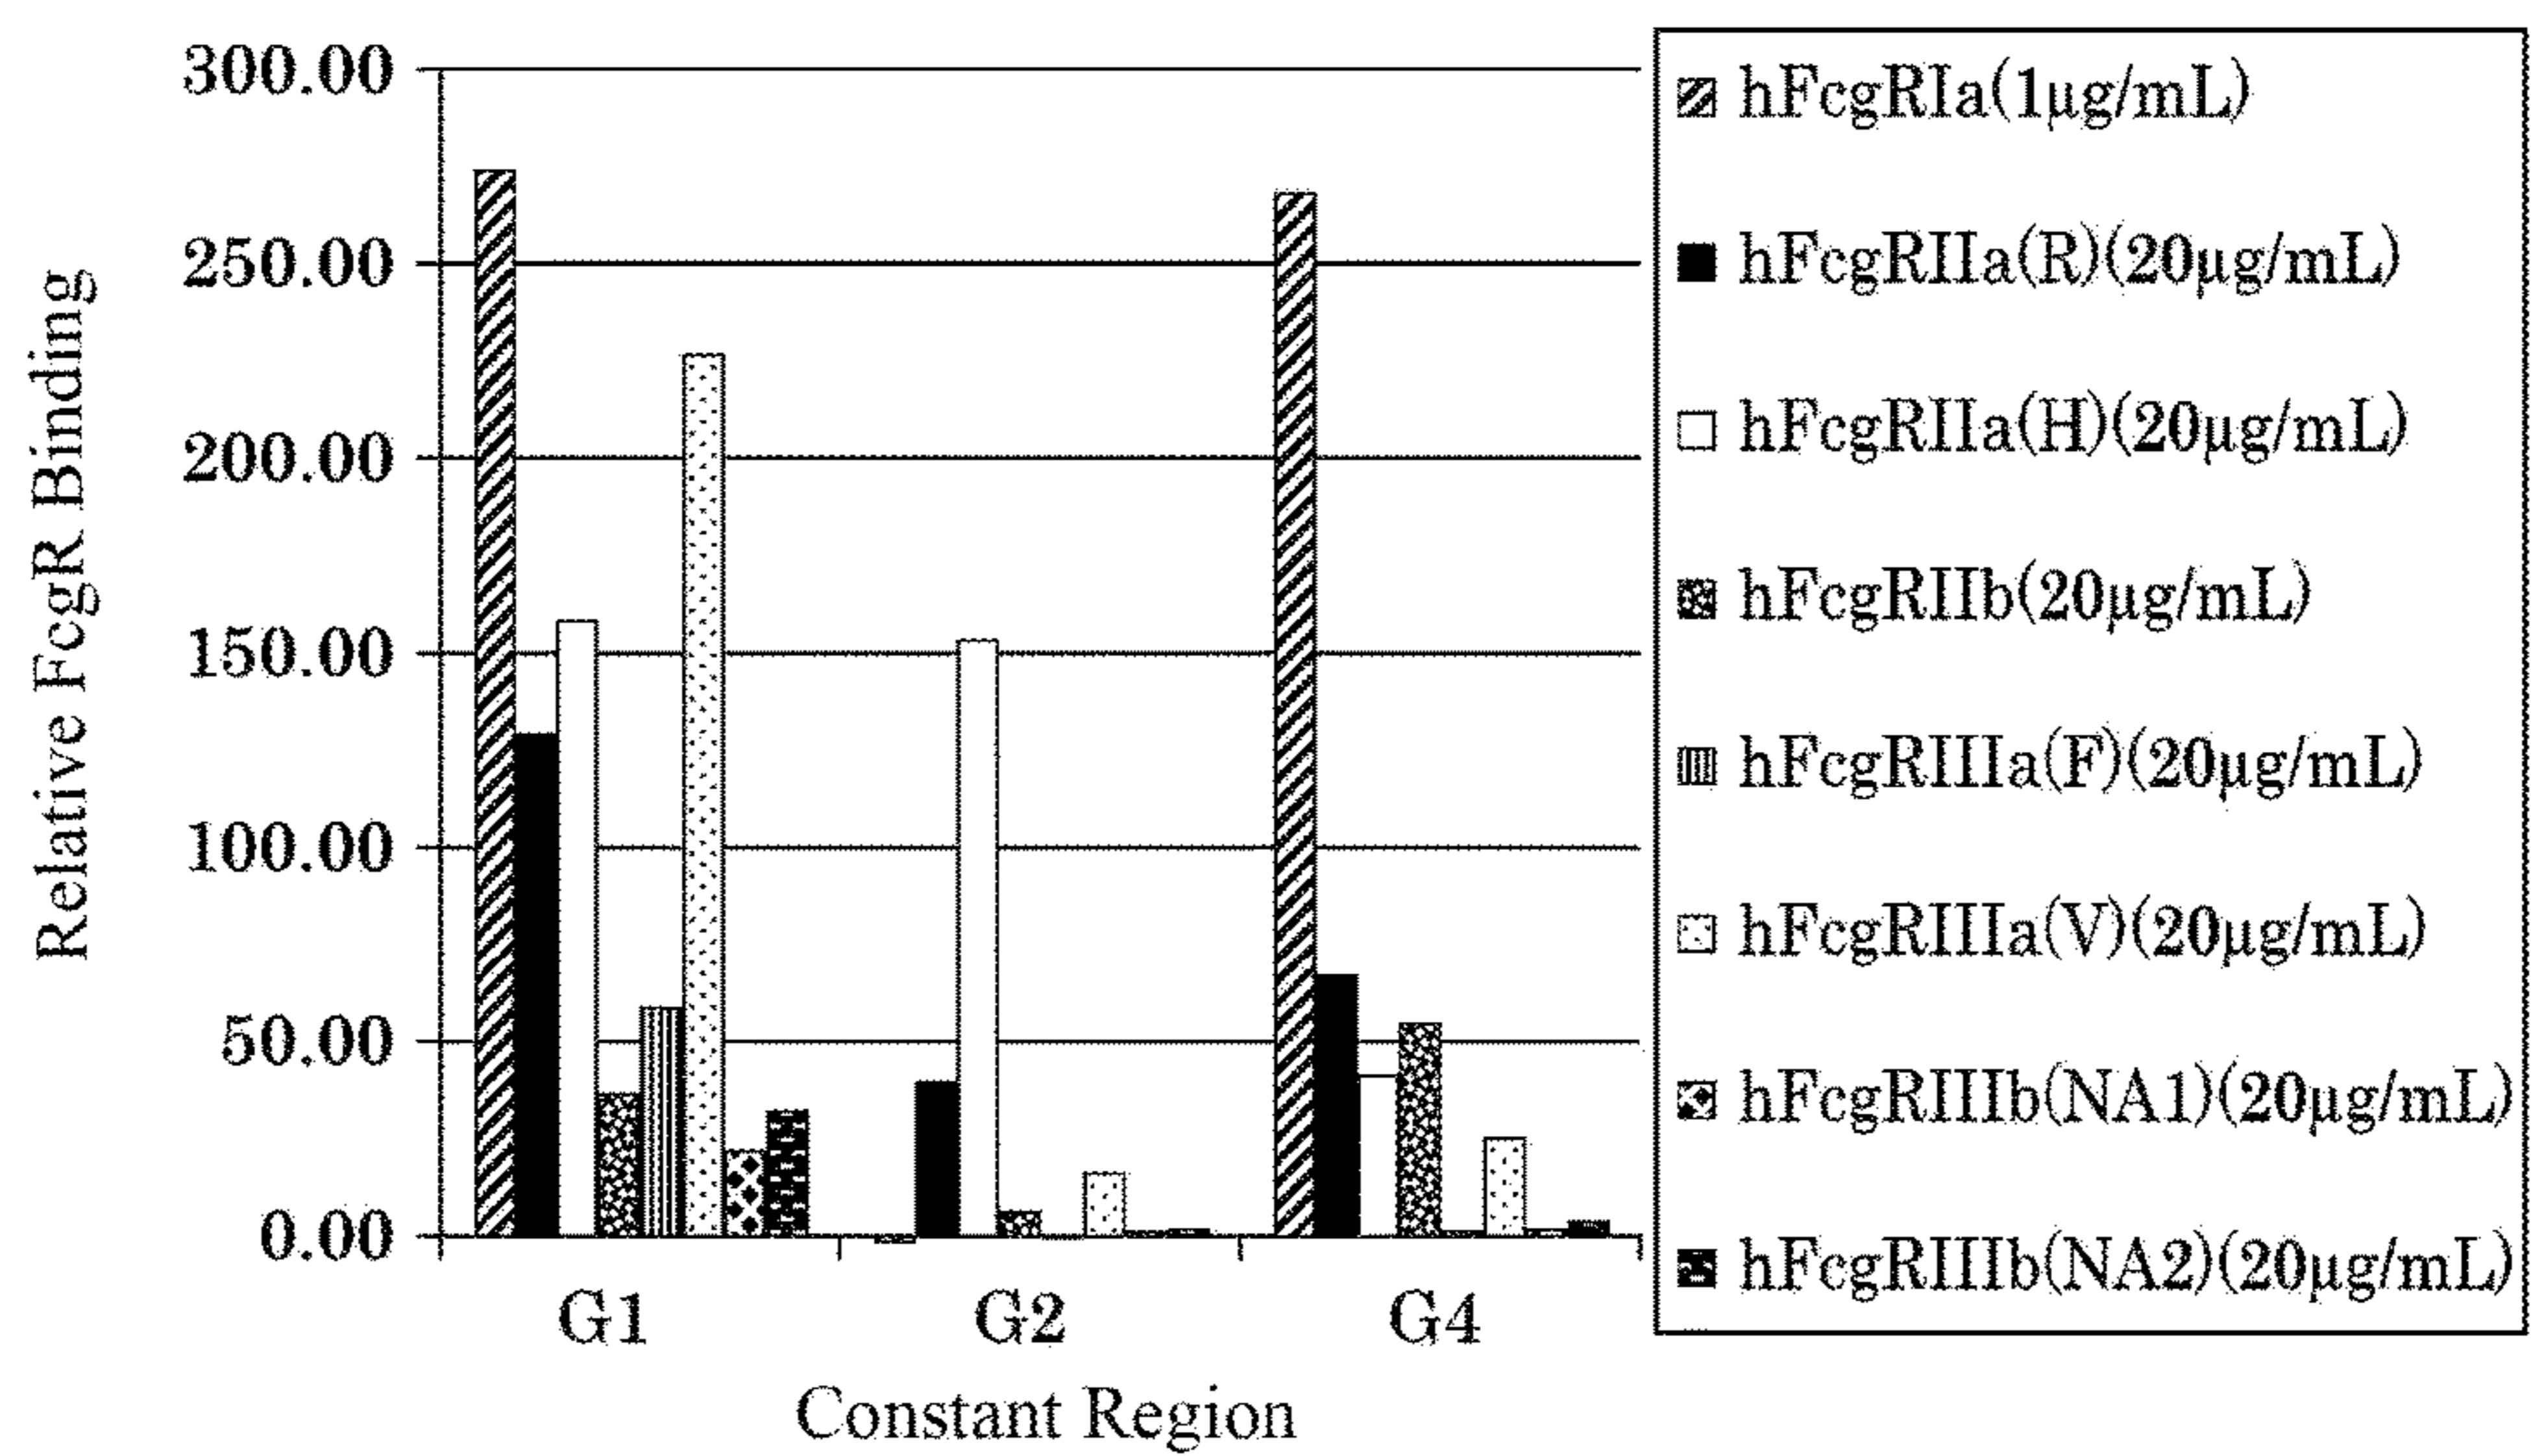 Relative FcgR Binding
300.00
250.00
200.00
150.00
100.00
50.00
0.00
G1
G2
G4
Constant Region
hFcgRIa(1µg/mL)
hFcgRIIa(R)(20µg/mL)
hFcgRIIa(H)(20µg/mL)
hFcgRIIb(20µg/mL)
hFcgRIIIa(F)(20µg/mL)
hFcgRIIIa(V)(20µg/mL)
hFcgRIIIb(NA1)(20µg/mL)
hFcgRIIIb(NA2)(20µg/mL)